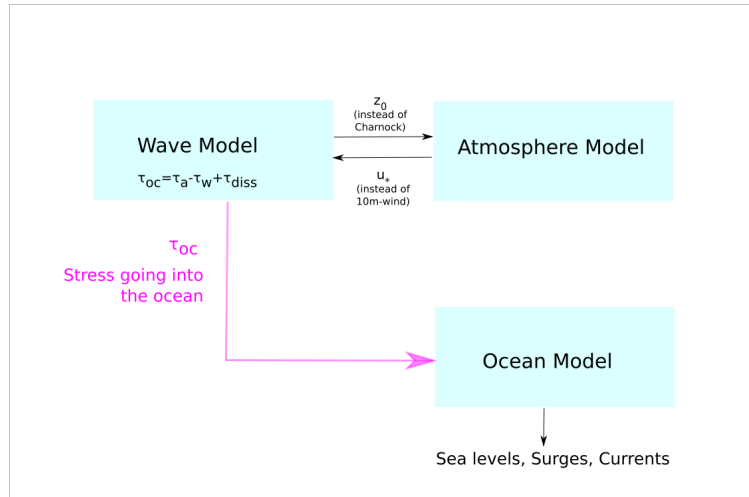 z₀
(instead of
Charnock)
Wave Model
τoc=τa-τw+τdiss
Atmosphere Model
u*
(instead of
10m-wind)
τoc
Stress going into
the ocean
Ocean Model
Sea levels, Surges, Currents